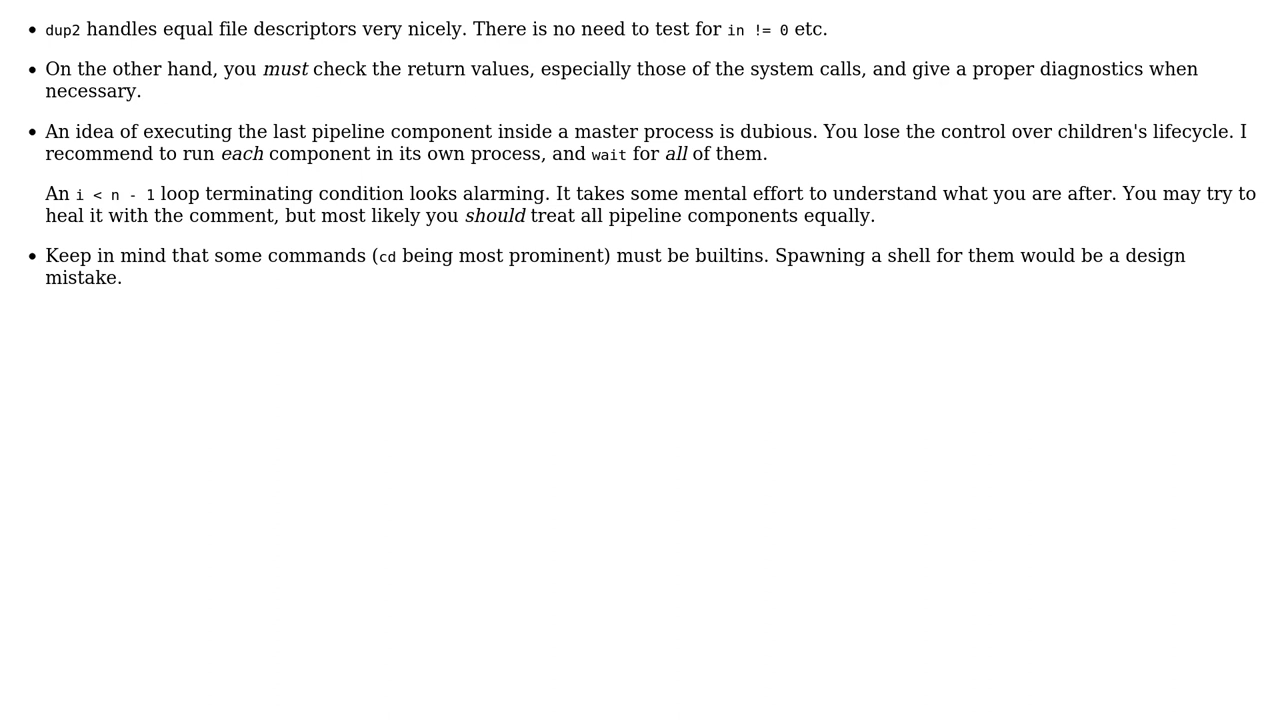 • dup2 handles equal file descriptors very nicely. There is no need to test for in != 0 etc.
• On the other hand, you must check the return values, especially those of the system calls, and give a proper diagnostics when
necessary.
• An idea of executing the last pipeline component inside a master process is dubious. You lose the control over children's lifecycle. I
recommend to run each component in its own process, and wait for all of them.
An i < n - 1 loop terminating condition looks alarming. It takes some mental effort to understand what you are after. You may try to
heal it with the comment, but most likely you should treat all pipeline components equally.
• Keep in mind that some commands (cd being most prominent) must be builtins. Spawning a shell for them would be a design
mistake.